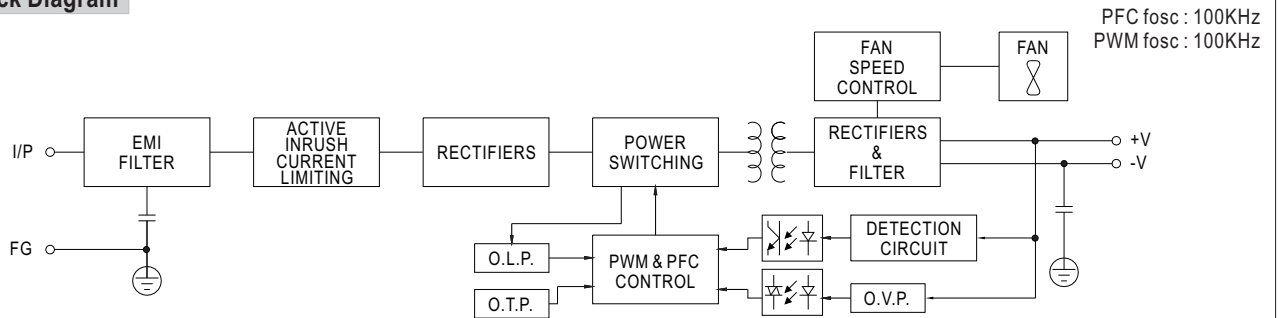 ck Diagram
PFC fosc : 100KHz
PWM fosc : 100KHz
FAN
SPEED
CONTROL
FAN
I/P
EMI
FILTER
ACTIVE
INRUSH
CURRENT
LIMITING
RECTIFIERS
POWER
SWITCHING
RECTIFIERS
&
FILTER
+V
-V
FG
O.L.P.
O.T.P.
PWM & PFC
CONTROL
DETECTION
CIRCUIT
O.V.P.